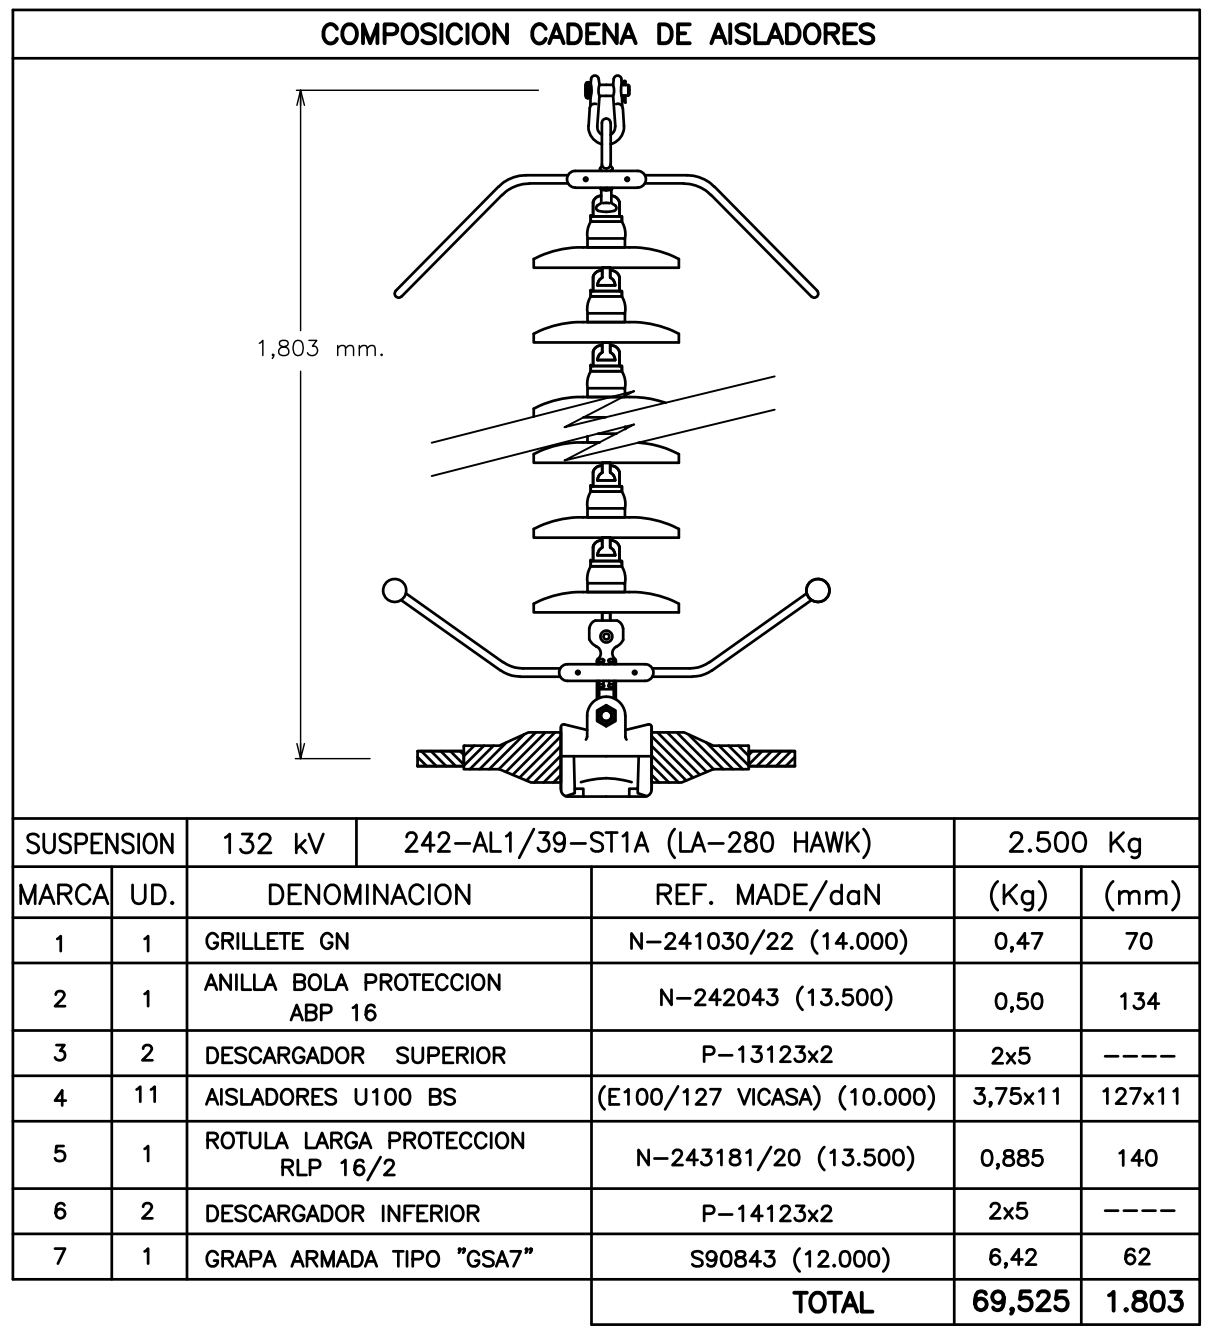 COMPOSICION CADENA DE AISLADORES
1,803 mm.
SUSPENSION 132 kV 242-AL1/39-ST1A (LA-280 HAWK) 2.500 Kg
MARCA UD. DENOMINACION REF. MADE/daN (Kg) (mm)
1 1 GRILLETE GN N-241030/22 (14.000) 0,47 70
2 1 ANILLA BOLA PROTECCION
ABP 16 N-242043 (13.500) 0,50 134
3 2 DESCARGADOR SUPERIOR P-13123x2 2x5 ----
4 11 AISLADORES U100 BS (E100/127 VICASA) (10.000) 3,75x11 127x11
5 1 ROTULA LARGA PROTECCION
RLP 16/2 N-243181/20 (13.500) 0,885 140
6 2 DESCARGADOR INFERIOR P-14123x2 2x5 ----
7 1 GRAPA ARMADA TIPO "GSA7" S90843 (12.000) 6,42 62
TOTAL 69,525 1.803